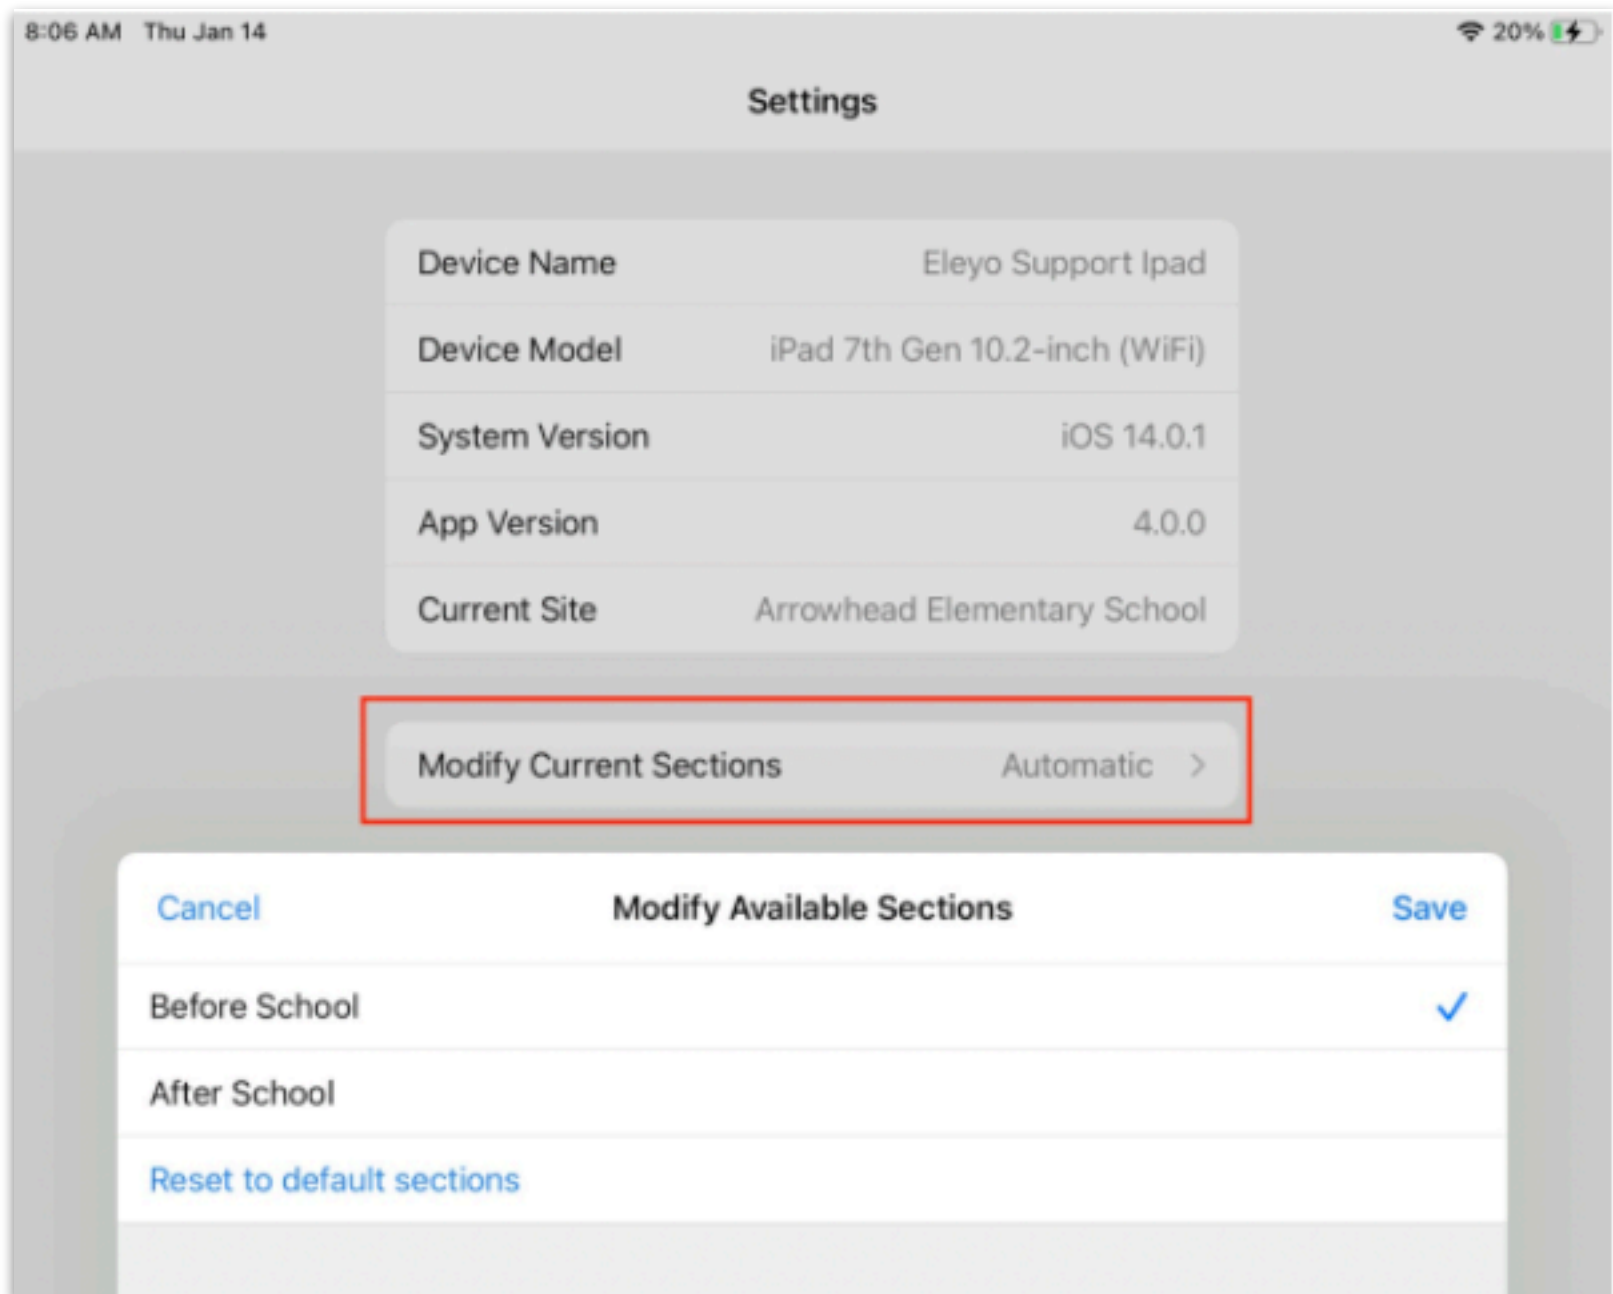 8:06 AM Thu Jan 14 20%
Settings
Device Name Eleyo Support Ipad
Device Model iPad 7th Gen 10.2-inch (WiFi)
System Version iOS 14.0.1
App Version 4.0.0
Current Site Arrowhead Elementary School
Modify Current Sections Automatic
Cancel Modify Available Sections Save
Before School
After School
Reset to default sections